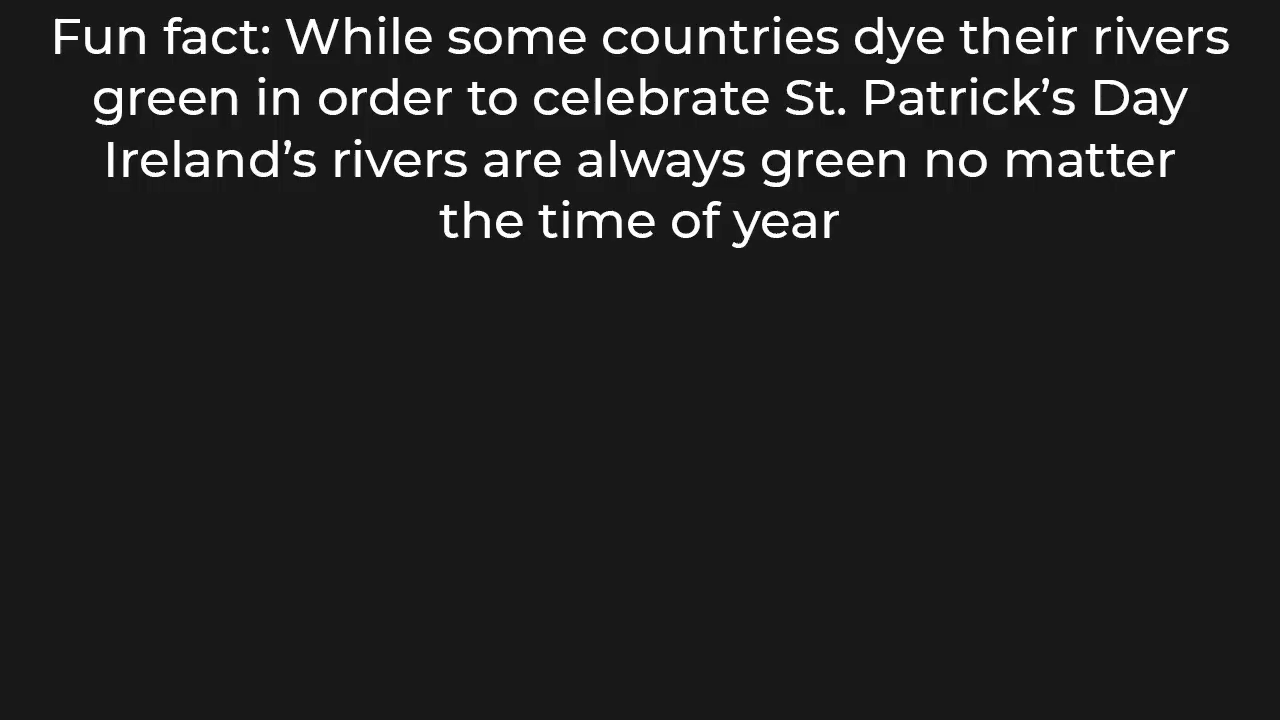 Fun fact: While some countries dye their rivers
green in order to celebrate St. Patrick’s Day
Ireland’s rivers are always green no matter
the time of year